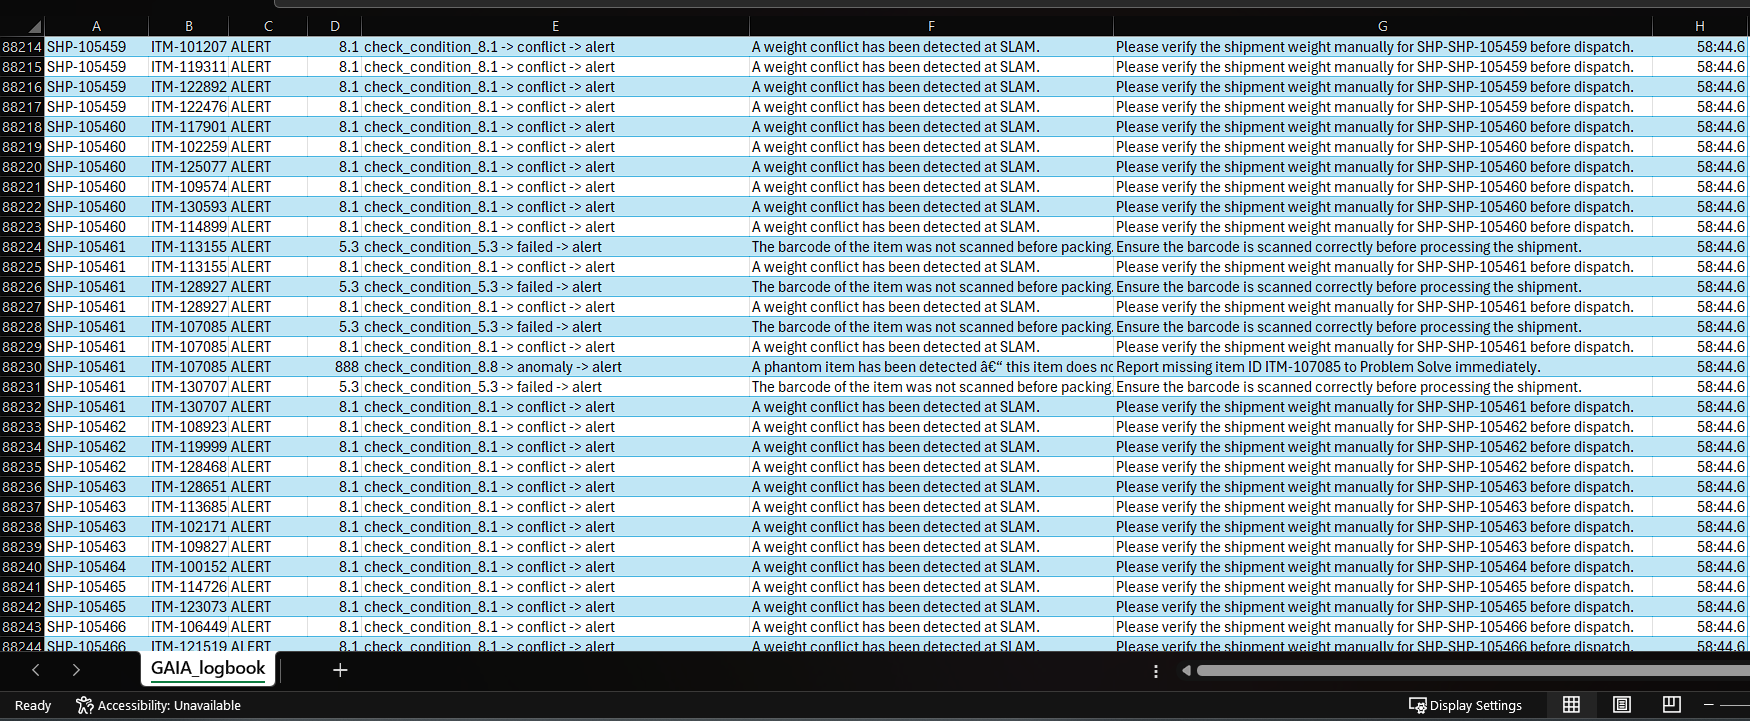 A B C D E F G H
88214 SHP-105459 ITM-101207 ALERT 8.1 check_condition_8.1 -> conflict -> alert A weight conflict has been detected at SLAM. Please verify the shipment weight manually for SHP-SHP-105459 before dispatch. 58:44.6
88215 SHP-105459 ITM-119311 ALERT 8.1 check_condition_8.1 -> conflict -> alert A weight conflict has been detected at SLAM. Please verify the shipment weight manually for SHP-SHP-105459 before dispatch. 58:44.6
88216 SHP-105459 ITM-122892 ALERT 8.1 check_condition_8.1 -> conflict -> alert A weight conflict has been detected at SLAM. Please verify the shipment weight manually for SHP-SHP-105459 before dispatch. 58:44.6
88217 SHP-105459 ITM-122476 ALERT 8.1 check_condition_8.1 -> conflict -> alert A weight conflict has been detected at SLAM. Please verify the shipment weight manually for SHP-SHP-105459 before dispatch. 58:44.6
88218 SHP-105460 ITM-117901 ALERT 8.1 check_condition_8.1 -> conflict -> alert A weight conflict has been detected at SLAM. Please verify the shipment weight manually for SHP-SHP-105460 before dispatch. 58:44.6
88219 SHP-105460 ITM-102259 ALERT 8.1 check_condition_8.1 -> conflict -> alert A weight conflict has been detected at SLAM. Please verify the shipment weight manually for SHP-SHP-105460 before dispatch. 58:44.6
88220 SHP-105460 ITM-125077 ALERT 8.1 check_condition_8.1 -> conflict -> alert A weight conflict has been detected at SLAM. Please verify the shipment weight manually for SHP-SHP-105460 before dispatch. 58:44.6
88221 SHP-105460 ITM-109574 ALERT 8.1 check_condition_8.1 -> conflict -> alert A weight conflict has been detected at SLAM. Please verify the shipment weight manually for SHP-SHP-105460 before dispatch. 58:44.6
88222 SHP-105460 ITM-130593 ALERT 8.1 check_condition_8.1 -> conflict -> alert A weight conflict has been detected at SLAM. Please verify the shipment weight manually for SHP-SHP-105460 before dispatch. 58:44.6
88223 SHP-105460 ITM-114899 ALERT 8.1 check_condition_8.1 -> conflict -> alert A weight conflict has been detected at SLAM. Please verify the shipment weight manually for SHP-SHP-105460 before dispatch. 58:44.6
88224 SHP-105461 ITM-113155 ALERT 5.3 check_condition_5.3 -> failed -> alert The barcode of the item was not scanned before packing. Ensure the barcode is scanned correctly before processing the shipment. 58:44.6
88225 SHP-105461 ITM-113155 ALERT 8.1 check_condition_8.1 -> conflict -> alert A weight conflict has been detected at SLAM. Please verify the shipment weight manually for SHP-SHP-105461 before dispatch. 58:44.6
88226 SHP-105461 ITM-128927 ALERT 5.3 check_condition_5.3 -> failed -> alert The barcode of the item was not scanned before packing. Ensure the barcode is scanned correctly before processing the shipment. 58:44.6
88227 SHP-105461 ITM-128927 ALERT 8.1 check_condition_8.1 -> conflict -> alert A weight conflict has been detected at SLAM. Please verify the shipment weight manually for SHP-SHP-105461 before dispatch. 58:44.6
88228 SHP-105461 ITM-107085 ALERT 5.3 check_condition_5.3 -> failed -> alert The barcode of the item was not scanned before packing. Ensure the barcode is scanned correctly before processing the shipment. 58:44.6
88229 SHP-105461 ITM-107085 ALERT 8.1 check_condition_8.1 -> conflict -> alert A weight conflict has been detected at SLAM. Please verify the shipment weight manually for SHP-SHP-105461 before dispatch. 58:44.6
88230 SHP-105461 ITM-107085 ALERT 888 check_condition_8.8 -> anomaly -> alert A phantom item has been detected â€“ this item does no Report missing item ID ITM-107085 to Problem Solve immediately. 58:44.6
88231 SHP-105461 ITM-130707 ALERT 5.3 check_condition_5.3 -> failed -> alert The barcode of the item was not scanned before packing. Ensure the barcode is scanned correctly before processing the shipment. 58:44.6
88232 SHP-105461 ITM-130707 ALERT 8.1 check_condition_8.1 -> conflict -> alert A weight conflict has been detected at SLAM. Please verify the shipment weight manually for SHP-SHP-105461 before dispatch. 58:44.6
88233 SHP-105462 ITM-108923 ALERT 8.1 check_condition_8.1 -> conflict -> alert A weight conflict has been detected at SLAM. Please verify the shipment weight manually for SHP-SHP-105462 before dispatch. 58:44.6
88234 SHP-105462 ITM-119999 ALERT 8.1 check_condition_8.1 -> conflict -> alert A weight conflict has been detected at SLAM. Please verify the shipment weight manually for SHP-SHP-105462 before dispatch. 58:44.6
88235 SHP-105462 ITM-128468 ALERT 8.1 check_condition_8.1 -> conflict -> alert A weight conflict has been detected at SLAM. Please verify the shipment weight manually for SHP-SHP-105462 before dispatch. 58:44.6
88236 SHP-105463 ITM-128651 ALERT 8.1 check_condition_8.1 -> conflict -> alert A weight conflict has been detected at SLAM. Please verify the shipment weight manually for SHP-SHP-105463 before dispatch. 58:44.6
88237 SHP-105463 ITM-113685 ALERT 8.1 check_condition_8.1 -> conflict -> alert A weight conflict has been detected at SLAM. Please verify the shipment weight manually for SHP-SHP-105463 before dispatch. 58:44.6
88238 SHP-105463 ITM-102171 ALERT 8.1 check_condition_8.1 -> conflict -> alert A weight conflict has been detected at SLAM. Please verify the shipment weight manually for SHP-SHP-105463 before dispatch. 58:44.6
88239 SHP-105463 ITM-109827 ALERT 8.1 check_condition_8.1 -> conflict -> alert A weight conflict has been detected at SLAM. Please verify the shipment weight manually for SHP-SHP-105463 before dispatch. 58:44.6
88240 SHP-105464 ITM-100152 ALERT 8.1 check_condition_8.1 -> conflict -> alert A weight conflict has been detected at SLAM. Please verify the shipment weight manually for SHP-SHP-105464 before dispatch. 58:44.6
88241 SHP-105465 ITM-114726 ALERT 8.1 check_condition_8.1 -> conflict -> alert A weight conflict has been detected at SLAM. Please verify the shipment weight manually for SHP-SHP-105465 before dispatch. 58:44.6
88242 SHP-105465 ITM-123073 ALERT 8.1 check_condition_8.1 -> conflict -> alert A weight conflict has been detected at SLAM. Please verify the shipment weight manually for SHP-SHP-105465 before dispatch. 58:44.6
88243 SHP-105466 ITM-106449 ALERT 8.1 check_condition_8.1 -> conflict -> alert A weight conflict has been detected at SLAM. Please verify the shipment weight manually for SHP-SHP-105466 before dispatch. 58:44.6
88244 SHP-105466 ITM-121519 ALERT 8.1 check_condition_8.1 -> conflict -> alert A weight conflict has been detected at SLAM. Please verify the shipment weight manually for SHP-SHP-105466 before dispatch. 58:44.6
GAIA_logbook
Ready Accessibility: Unavailable Display Settings